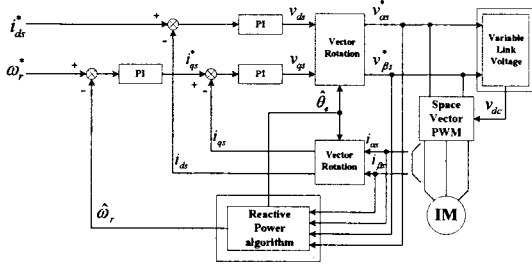 i*ds
+
-
PI
vds
Vector
Rotation
v*αs
Variable
Link
Voltage
ω*r
+
-
PI
i*qs
+
-
PI
vqs
v*βs
vdc
θ̂e
Space
Vector
PWM
iqs
ids
Vector
Rotation
iαs
iβs
IM
ω̂r
Reactive
Power
algorithm